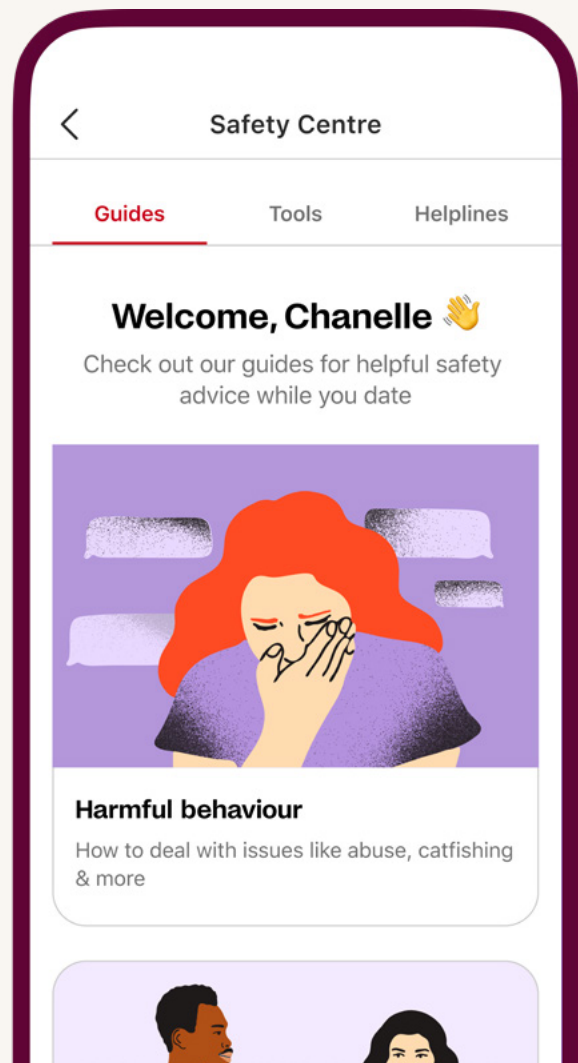 Safety Centre
Guides Tools Helplines
Welcome, Chanelle 👋
Check out our guides for helpful safety
advice while you date
Harmful behaviour
How to deal with issues like abuse, catfishing
& more